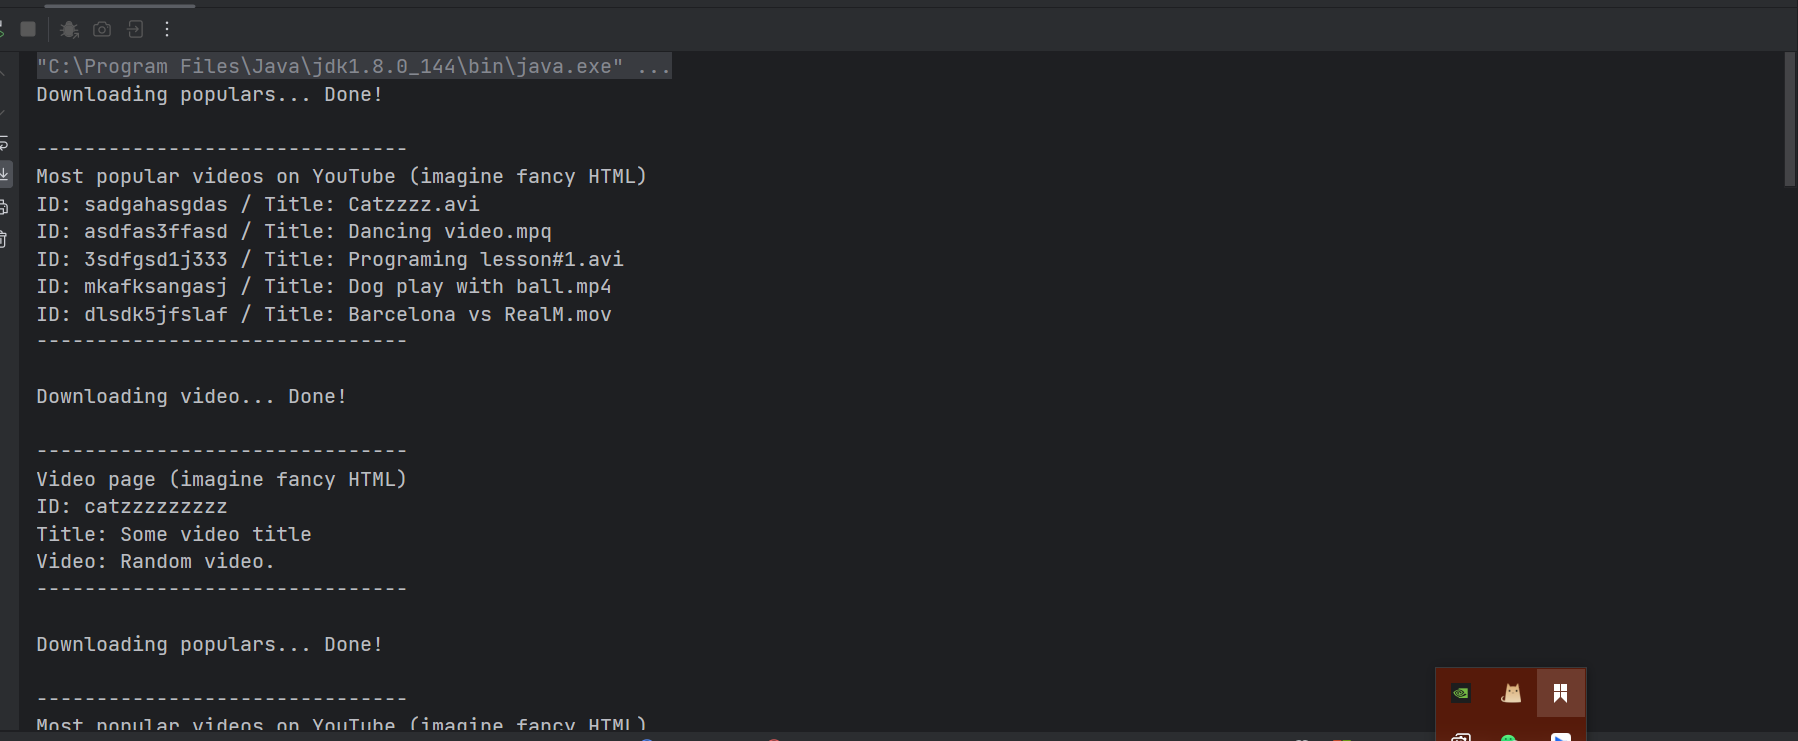 "C:\Program Files\Java\jdk1.8.0_144\bin\java.exe" ...
Downloading populars... Done!
-------------------------------
Most popular videos on YouTube (imagine fancy HTML)
ID: sadgahasgdas / Title: Catzzzz.avi
ID: asdfas3ffasd / Title: Dancing video.mpq
ID: 3sdfgsd1j333 / Title: Programing lesson#1.avi
ID: mkafksangasj / Title: Dog play with ball.mp4
ID: dlsdk5jfslaf / Title: Barcelona vs RealM.mov
-------------------------------
Downloading video... Done!
-------------------------------
Video page (imagine fancy HTML)
ID: catzzzzzzzzz
Title: Some video title
Video: Random video.
-------------------------------
Downloading populars... Done!
-------------------------------
Most popular videos on YouTube (imagine fancy HTML)